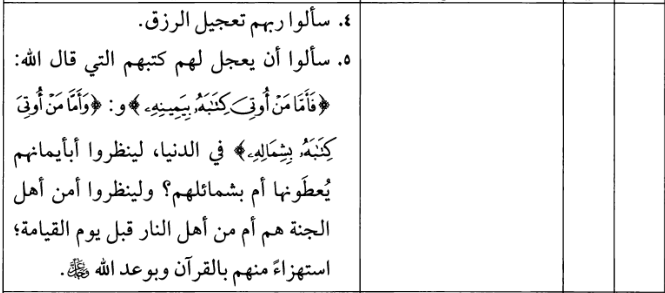 ٤. سألوا ربهم تعجيل الرزق.
٥. سألوا أن يعجل لهم كتبهم التي قال الله:
﴿فَأَمَّا مَنْ أُوتِىَ كِتَٰبَهُۥ بِيَمِينِهِۦ﴾ و: ﴿وَأَمَّا مَنْ أُوتِىَ
كِتَٰبَهُۥ بِشِمَالِهِۦ﴾ في الدنيا، لينظروا أبأيمانهم
يُعطَونها أم بشمائلهم؟ ولينظروا أمن أهل
الجنة هم أم من أهل النار قبل يوم القيامة؛
استهزاءً منهم بالقرآن وبوعد الله ﷻ.